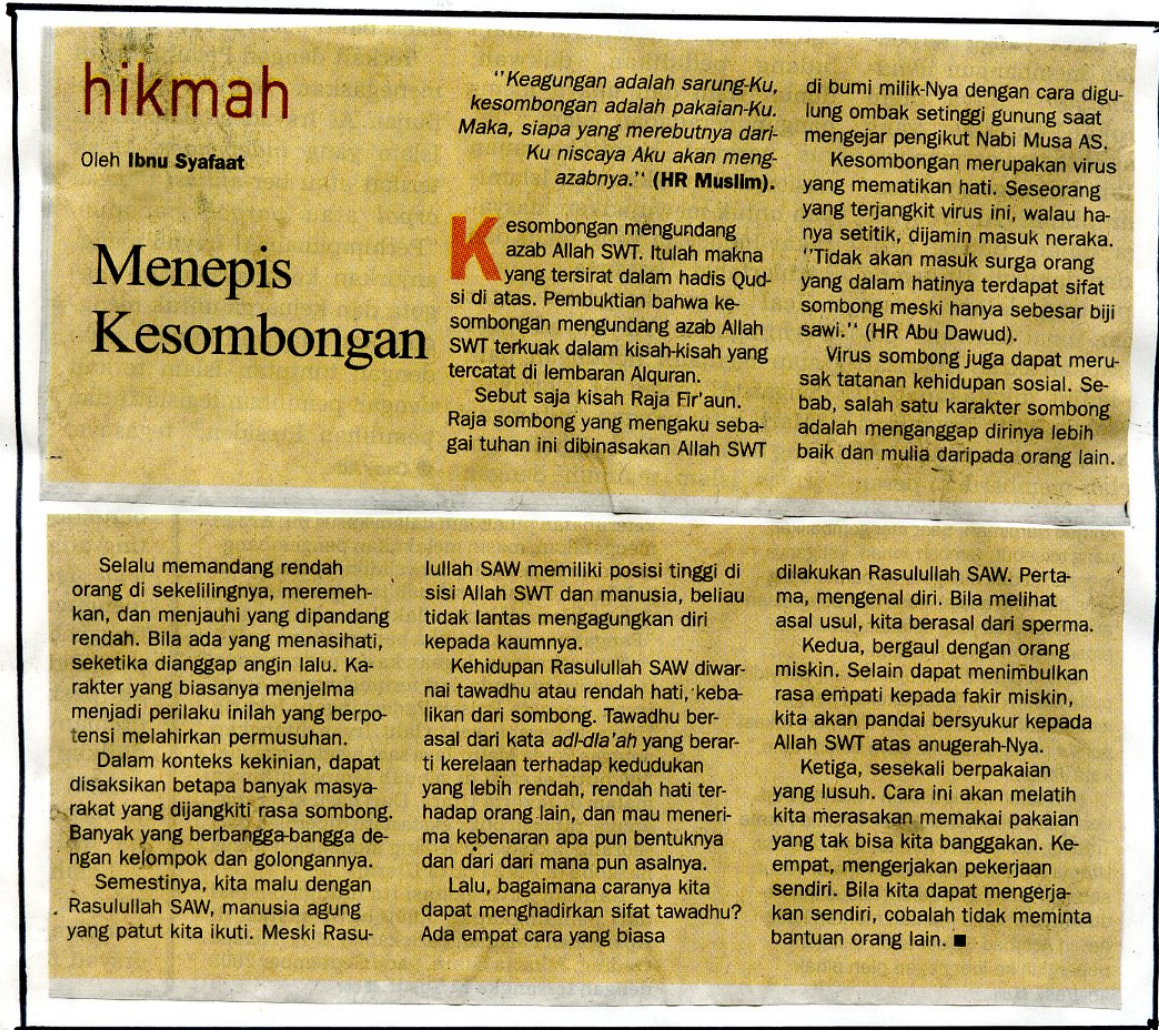 hikmah
Oleh Ibnu Syafaat
Menepis
Kesombongan
"Keagungan adalah sarung-Ku,
kesombongan adalah pakaian-Ku.
Maka, siapa yang merebutnya dari-
Ku niscaya Aku akan meng-
azabnya." (HR Muslim).
Kesombongan mengundang
azab Allah SWT. Itulah makna
yang tersirat dalam hadis Qud-
si di atas. Pembuktian bahwa ke-
sombongan mengundang azab Allah
SWT terkuak dalam kisah-kisah yang
tercatat di lembaran Alquran.
Sebut saja kisah Raja Fir'aun.
Raja sombong yang mengaku seba-
gai tuhan ini dibinasakan Allah SWT
di bumi milik-Nya dengan cara digu-
lung ombak setinggi gunung saat
mengejar pengikut Nabi Musa AS.
Kesombongan merupakan virus
yang mematikan hati. Seseorang
yang terjangkit virus ini, walau ha-
nya setitik, dijamin masuk neraka.
"Tidak akan masuk surga orang
yang dalam hatinya terdapat sifat
sombong meski hanya sebesar biji
sawi." (HR Abu Dawud).
Virus sombong juga dapat meru-
sak tatanan kehidupan sosial. Se-
bab, salah satu karakter sombong
adalah menganggap dirinya lebih
baik dan mulia daripada orang lain.
Selalu memandang rendah
orang di sekelilingnya, meremeh-
kan, dan menjauhi yang dipandang
rendah. Bila ada yang menasihati,
seketika dianggap angin lalu. Ka-
rakter yang biasanya menjelma
menjadi perilaku inilah yang berpo-
tensi melahirkan permusuhan.
Dalam konteks kekinian, dapat
disaksikan betapa banyak masya-
rakat yang dijangkiti rasa sombong.
Banyak yang berbangga-bangga de-
ngan kelompok dan golongannya.
Semestinya, kita malu dengan
Rasulullah SAW, manusia agung
yang patut kita ikuti. Meski Rasu-
lullah SAW memiliki posisi tinggi di
sisi Allah SWT dan manusia, beliau
tidak lantas mengagungkan diri
kepada kaumnya.
Kehidupan Rasulullah SAW diwar-
nai tawadhu atau rendah hati, keba-
likan dari sombong. Tawadhu ber-
asal dari kata adl-dla'ah yang berar-
ti kerelaan terhadap kedudukan
yang lebih rendah, rendah hati ter-
hadap orang lain, dan mau meneri-
ma kebenaran apa pun bentuknya
dan dari dari mana pun asalnya.
Lalu, bagaimana caranya kita
dapat menghadirkan sifat tawadhu?
Ada empat cara yang biasa
dilakukan Rasulullah SAW. Perta-
ma, mengenal diri. Bila melihat
asal usul, kita berasal dari sperma.
Kedua, bergaul dengan orang
miskin. Selain dapat menimbulkan
rasa empati kepada fakir miskin,
kita akan pandai bersyukur kepada
Allah SWT atas anugerah-Nya.
Ketiga, sesekali berpakaian
yang lusuh. Cara ini akan melatih
kita merasakan memakai pakaian
yang tak bisa kita banggakan. Ke-
empat, mengerjakan pekerjaan
sendiri. Bila kita dapat mengerja-
kan sendiri, cobalah tidak meminta
bantuan orang lain. ■